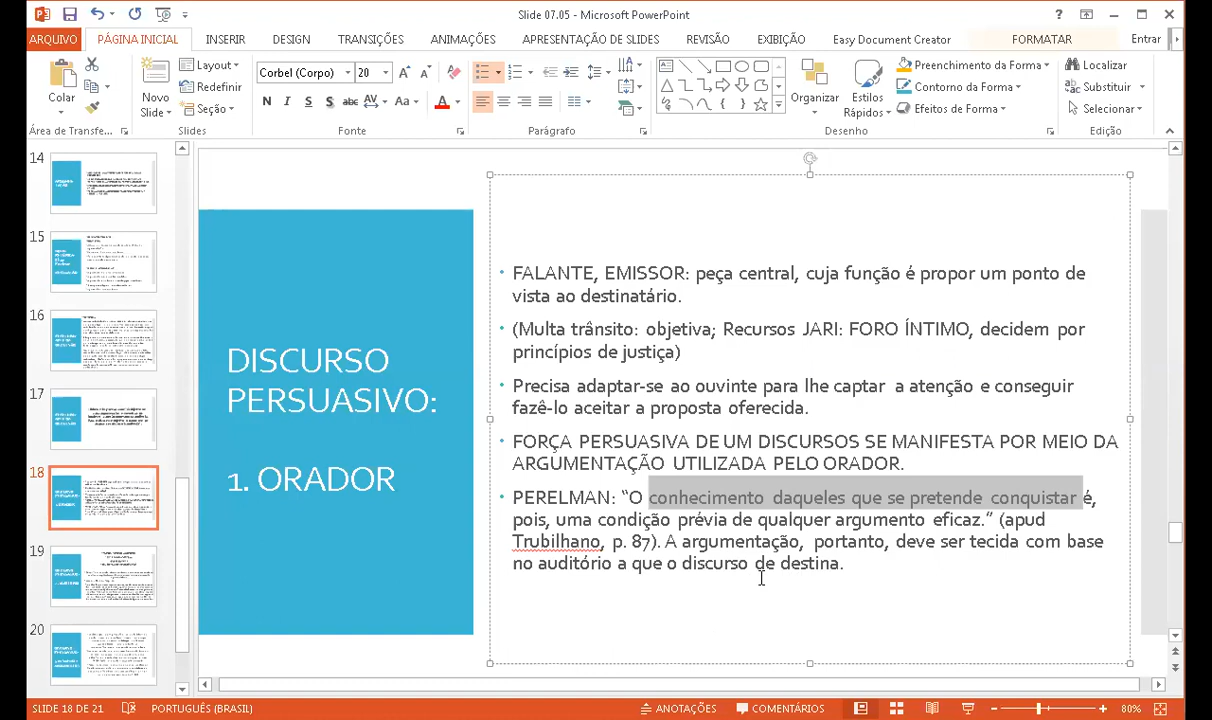 Slide 07.05 - Microsoft PowerPoint
ARQUIVO PÁGINA INICIAL INSERIR DESIGN TRANSIÇÕES ANIMAÇÕES APRESENTAÇÃO DE SLIDES REVISÃO EXIBIÇÃO Easy Document Creator FORMATAR Entrar
Colar
Novo Slide
Layout
Redefinir
Seção
Corbel (Corpo) 20
Organizar
Estilos Rápidos
Preenchimento da Forma
Contorno da Forma
Efeitos de Forma
Localizar
Substituir
Selecionar
Área de Transfe... Slides Fonte Parágrafo Desenho Edição
14
15
16
17
18
19
20
DISCURSO
PERSUASIVO:
1. ORADOR
• FALANTE, EMISSOR: peça central, cuja função é propor um ponto de
vista ao destinatário.
• (Multa trânsito: objetiva; Recursos JARI: FORO ÍNTIMO, decidem por
princípios de justiça)
• Precisa adaptar-se ao ouvinte para lhe captar a atenção e conseguir
fazê-lo aceitar a proposta oferecida.
• FORÇA PERSUASIVA DE UM DISCURSOS SE MANIFESTA POR MEIO DA
ARGUMENTAÇÃO UTILIZADA PELO ORADOR.
• PERELMAN: “O conhecimento daqueles que se pretende conquistar é,
pois, uma condição prévia de qualquer argumento eficaz.” (apud
Trubilhano, p. 87). A argumentação, portanto, deve ser tecida com base
no auditório a que o discurso de destina.
SLIDE 18 DE 21 PORTUGUÊS (BRASIL) ANOTAÇÕES COMENTÁRIOS 80%